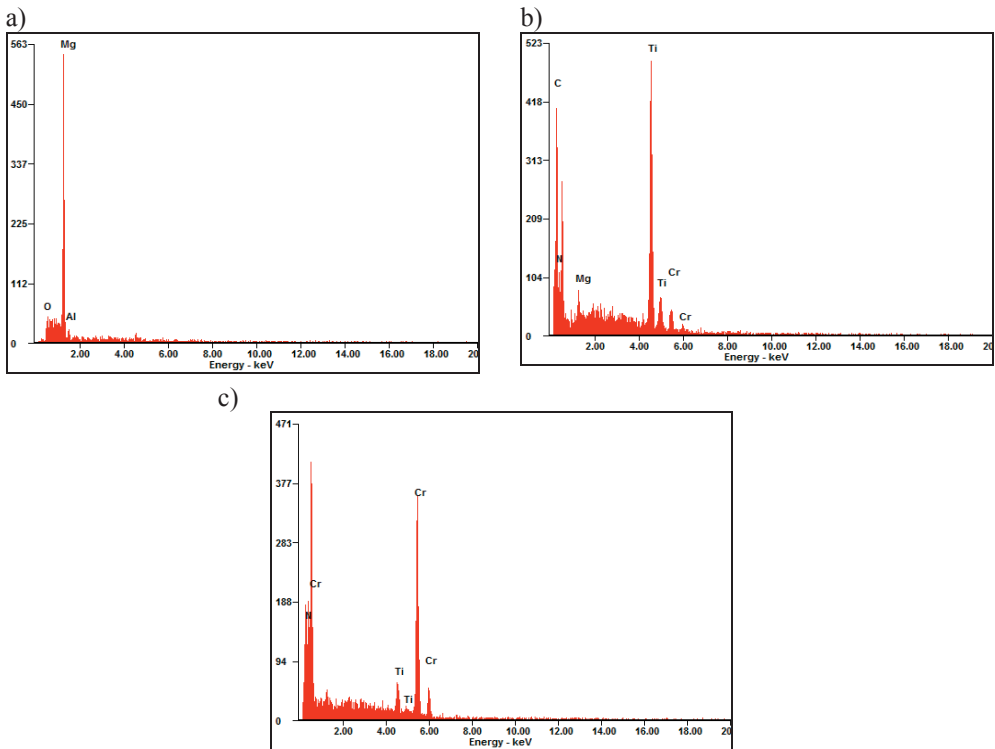 a)
563
Mg
450
337
225
112
O
Al
0
2.00 4.00 6.00 8.00 10.00 12.00 14.00 16.00 18.00 20
Energy - keV
b)
523
Ti
C
418
313
209
N
104
Mg
Ti
Cr
Cr
0
2.00 4.00 6.00 8.00 10.00 12.00 14.00 16.00 18.00 20
Energy - keV
c)
471
Cr
377
283
Cr
188
N
94
Ti
Cr
Ti
0
2.00 4.00 6.00 8.00 10.00 12.00 14.00 16.00 18.00 20
Energy - keV